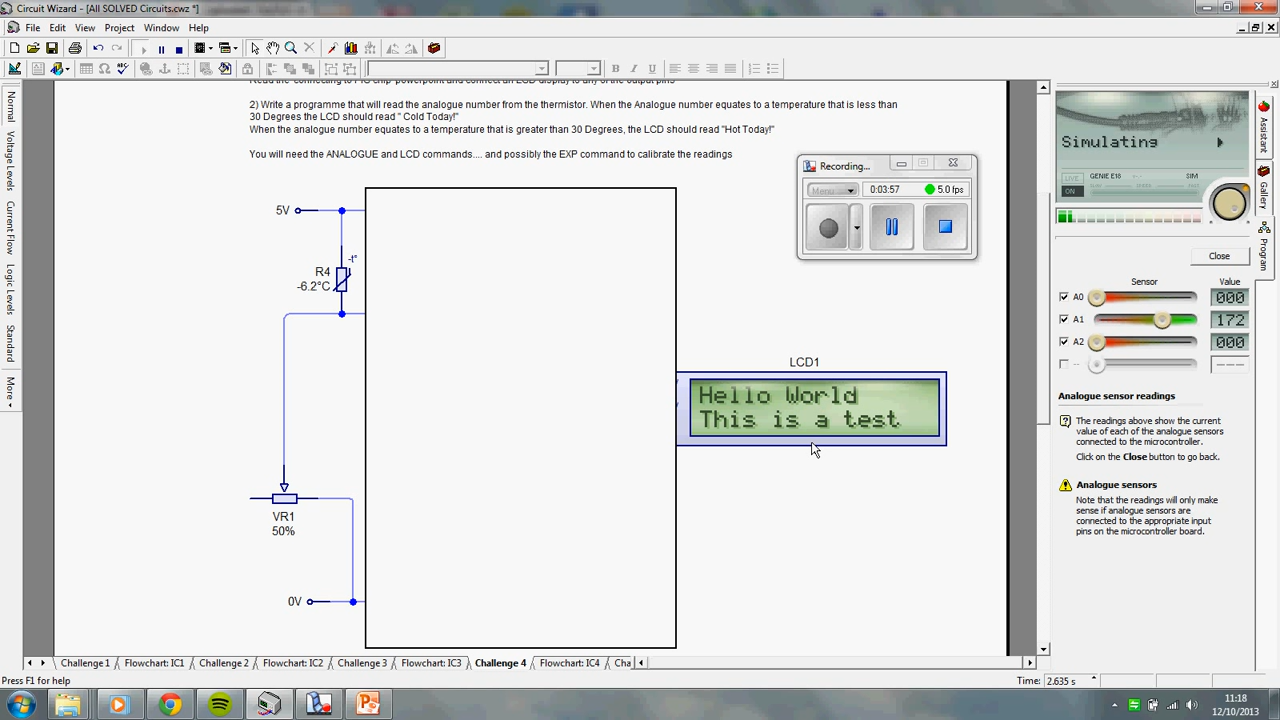 Circuit Wizard - [All SOLVED Circuits.cwz *]
File Edit View Project Window Help
2) Write a programme that will read the analogue number from the thermistor. When the Analogue number equates to a temperature that is less than
30 Degrees the LCD should read " Cold Today!"
When the analogue number equates to a temperature that is greater than 30 Degrees, the LCD should read "Hot Today!"
You will need the ANALOGUE and LCD commands.... and possibly the EXP command to calibrate the readings
Normal
Voltage Levels
Current Flow
Logic Levels
Standard
More
5V
-t°
R4
-6.2°C
VR1
50%
0V
Recording...
Menu
0:03:57
5.0 fps
LCD1
Hello World
This is a test
Simulating
LIVE
ON
GENIE E18
SIM
Assistant
Gallery
Program
Close
Sensor Value
A0 000
A1 172
A2 000
-- ---
Analogue sensor readings
The readings above show the current
value of each of the analogue sensors
connected to the microcontroller.
Click on the Close button to go back.
Analogue sensors
Note that the readings will only make
sense if analogue sensors are
connected to the appropriate input
pins on the microcontroller board.
Challenge 1 Flowchart: IC1 Challenge 2 Flowchart: IC2 Challenge 3 Flowchart: IC3 Challenge 4 Flowchart: IC4 Cha
Press F1 for help
Time: 2.635 s
11:18
12/10/2013